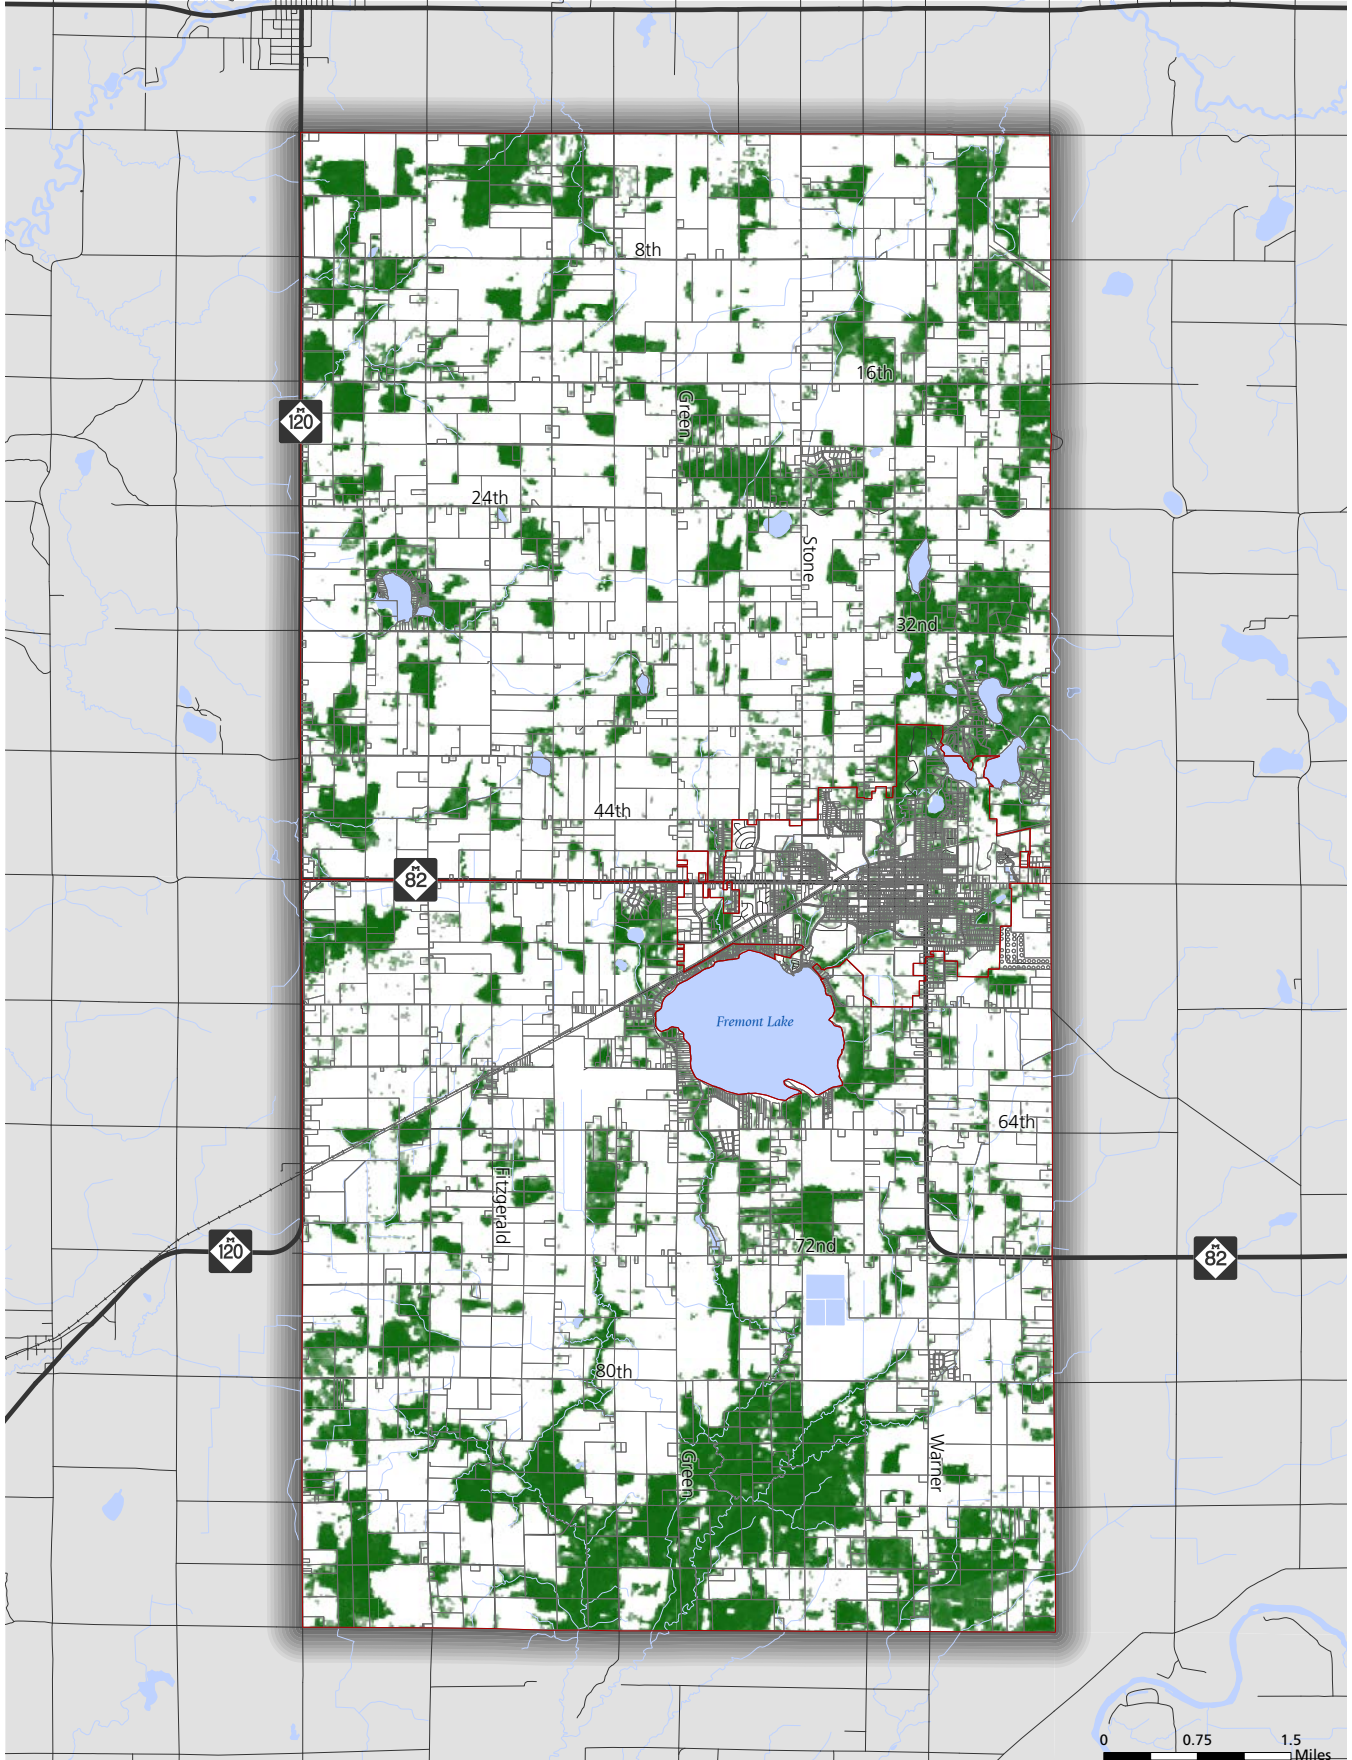 8th
16th
Green
M
120
24th
Stone
32nd
44th
M
82
Fremont Lake
64th
Fitzgerald
72nd
M
120
M
82
80th
Warner
Green
0 0.75 1.5
Miles